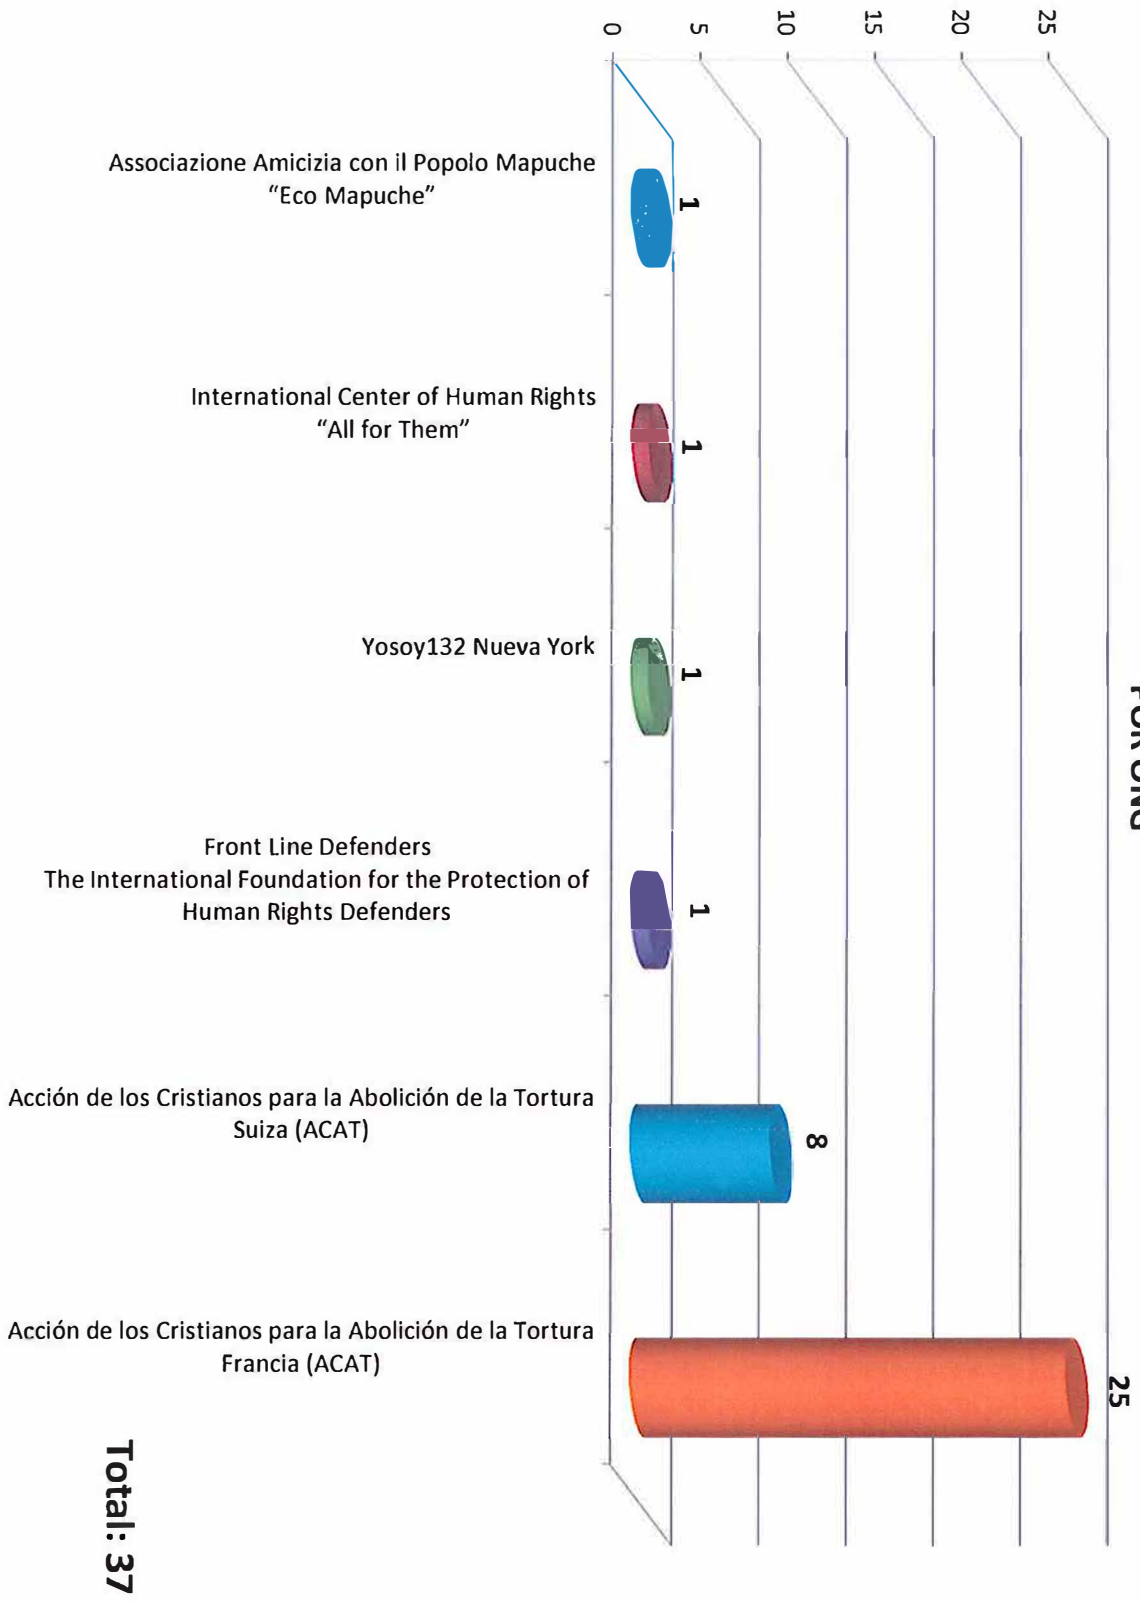 POR ONG
25
20
15
10
5
0
1
1
1
1
8
25
Associazione Amicizia con il Popolo Mapuche
“Eco Mapuche”
International Center of Human Rights
“All for Them”
Yosoy132 Nueva York
Front Line Defenders
The International Foundation for the Protection of
Human Rights Defenders
Acción de los Cristianos para la Abolición de la Tortura
Suiza (ACAT)
Acción de los Cristianos para la Abolición de la Tortura
Francia (ACAT)
Total: 37